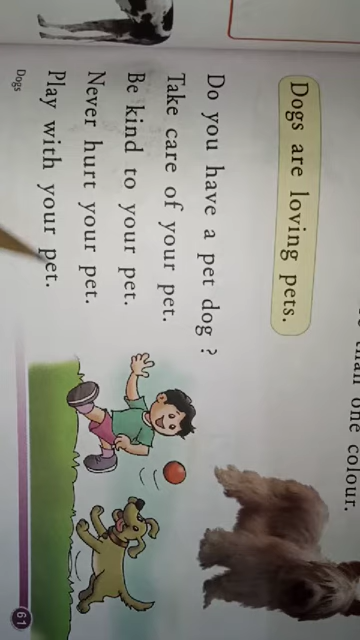 than one colour.
Dogs are loving pets.
Do you have a pet dog ?
Take care of your pet.
Be kind to your pet.
Never hurt your pet.
Play with your pet.
Dogs
61